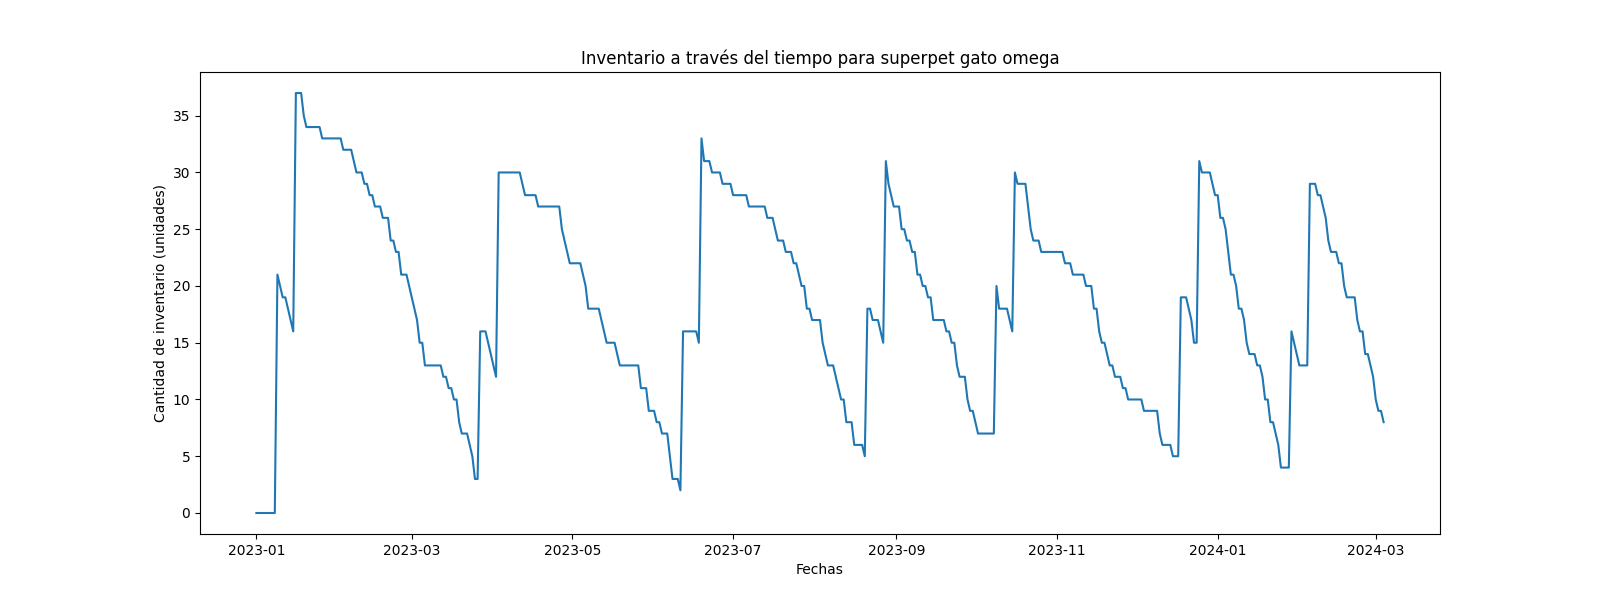 Inventario a través del tiempo para superpet gato omega
Cantidad de inventario (unidades)
35
30
25
20
15
10
5
0
2023-01 2023-03 2023-05 2023-07 2023-09 2023-11 2024-01 2024-03
Fechas